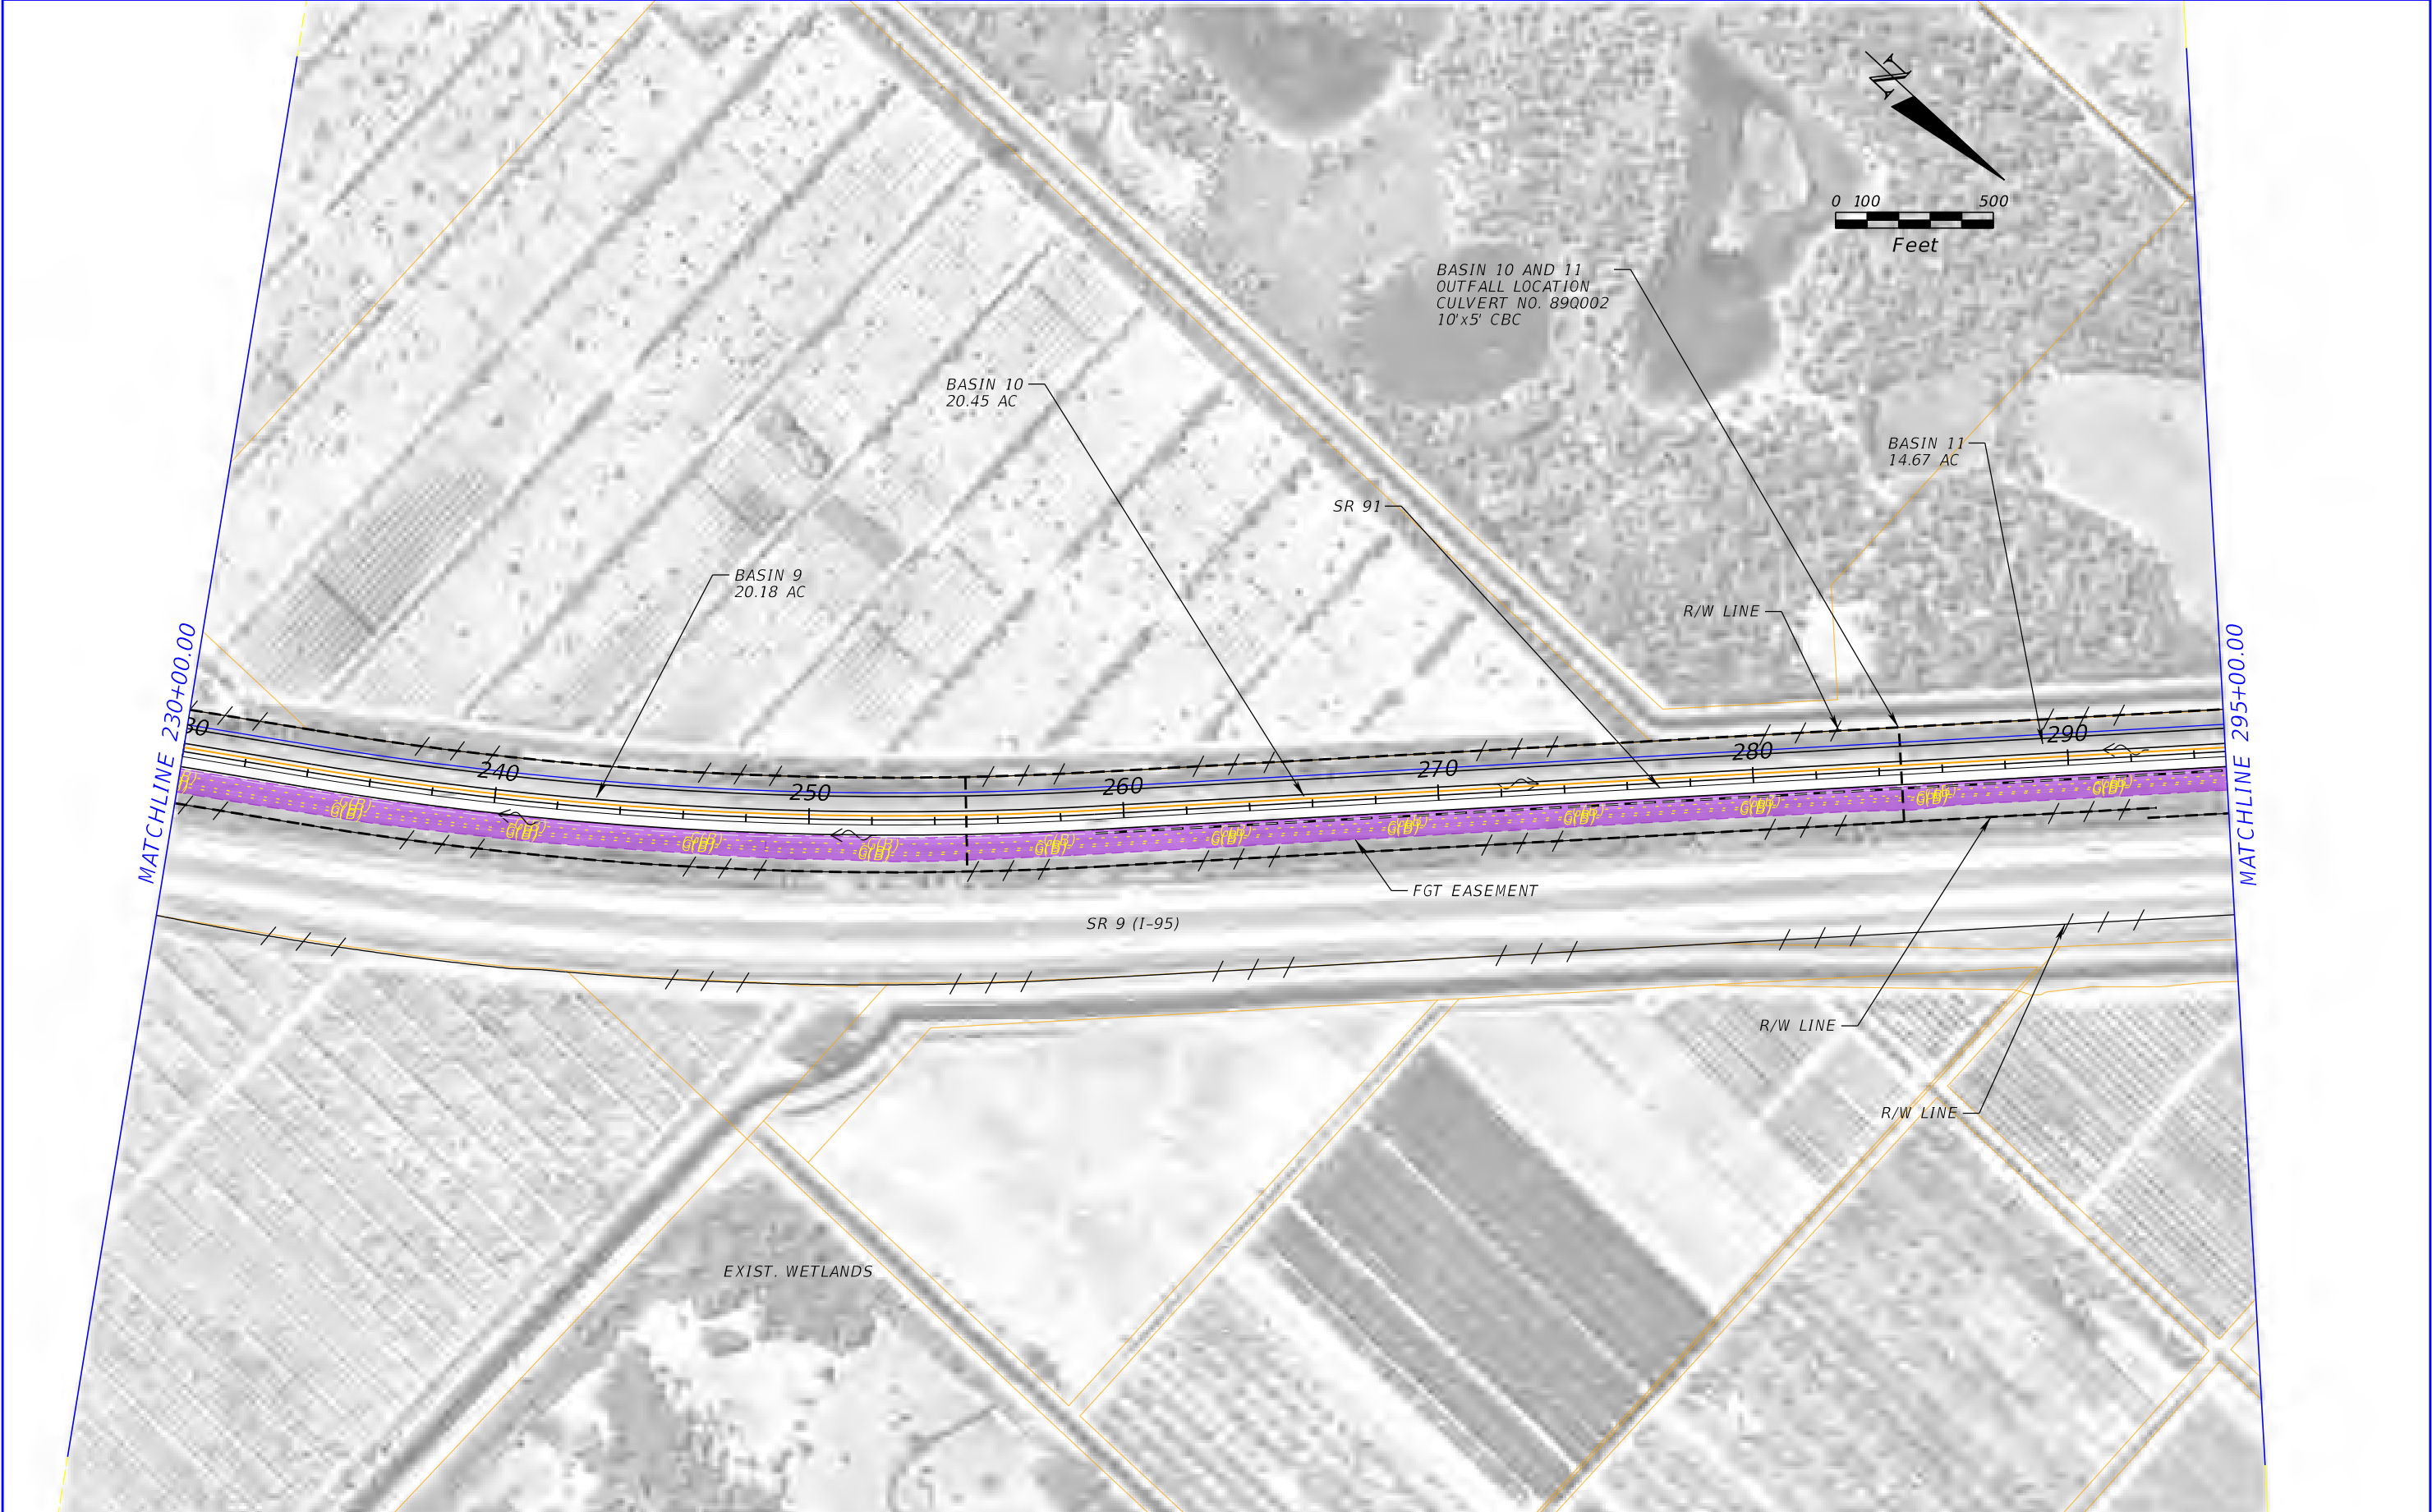 N
0 100 500
Feet
BASIN 10 AND 11
OUTFALL LOCATION
CULVERT NO. 89Q002
10'x5' CBC
BASIN 10
20.45 AC
BASIN 11
14.67 AC
SR 91
BASIN 9
20.18 AC
R/W LINE
MATCHLINE 230+00.00
MATCHLINE 295+00.00
30
240
250
260
270
280
290
G(B)
G(B)
G(B)
G(B)
G(B)
G(B)
G(B)
G(B)
G(B)
G(B)
G(B)
FGT EASEMENT
SR 9 (I-95)
R/W LINE
R/W LINE
EXIST. WETLANDS